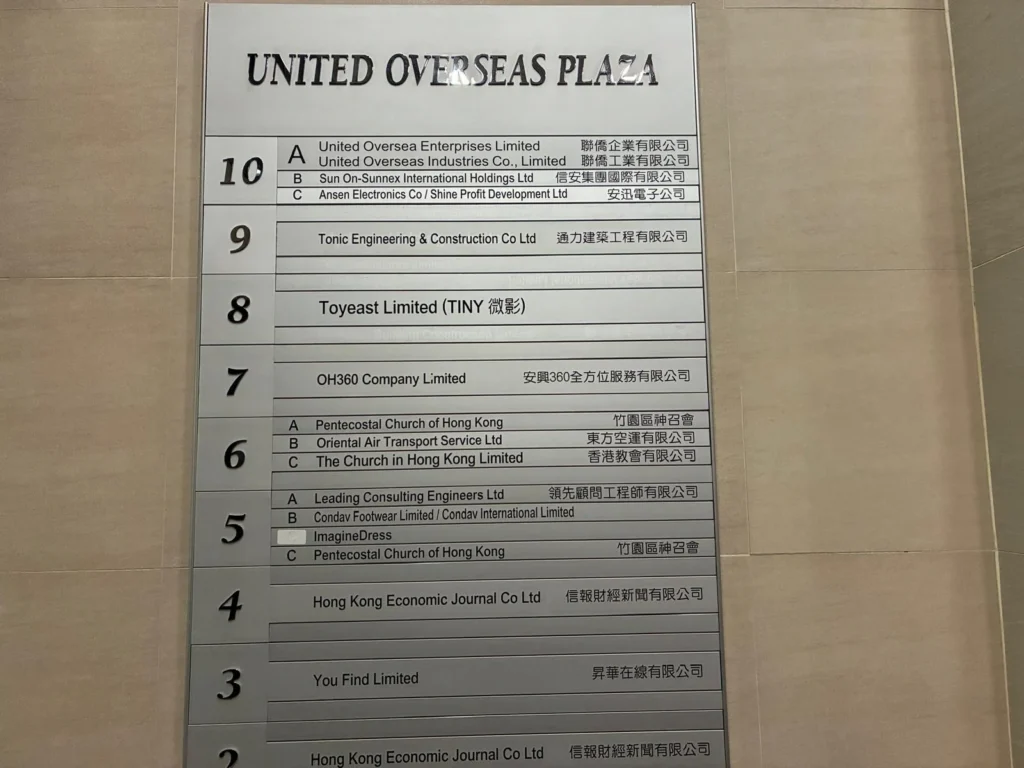 UNITED OVERSEAS PLAZA
10 A United Oversea Enterprises Limited 聯僑企業有限公司
United Overseas Industries Co., Limited 聯僑工業有限公司
B Sun On-Sunnex International Holdings Ltd 信安集團國際有限公司
C Ansen Electronics Co / Shine Profit Development Ltd 安迅電子公司
9 Tonic Engineering & Construction Co Ltd 通力建築工程有限公司
8 Toyeast Limited (TINY 微影)
7 OH360 Company Limited 安興360全方位服務有限公司
6 A Pentecostal Church of Hong Kong 竹園區神召會
B Oriental Air Transport Service Ltd 東方空運有限公司
C The Church in Hong Kong Limited 香港教會有限公司
5 A Leading Consulting Engineers Ltd 領先顧問工程師有限公司
B Condav Footwear Limited / Condav International Limited
ImagineDress
C Pentecostal Church of Hong Kong 竹園區神召會
4 Hong Kong Economic Journal Co Ltd 信報財經新聞有限公司
3 You Find Limited 昇華在線有限公司
2 Hong Kong Economic Journal Co Ltd 信報財經新聞有限公司